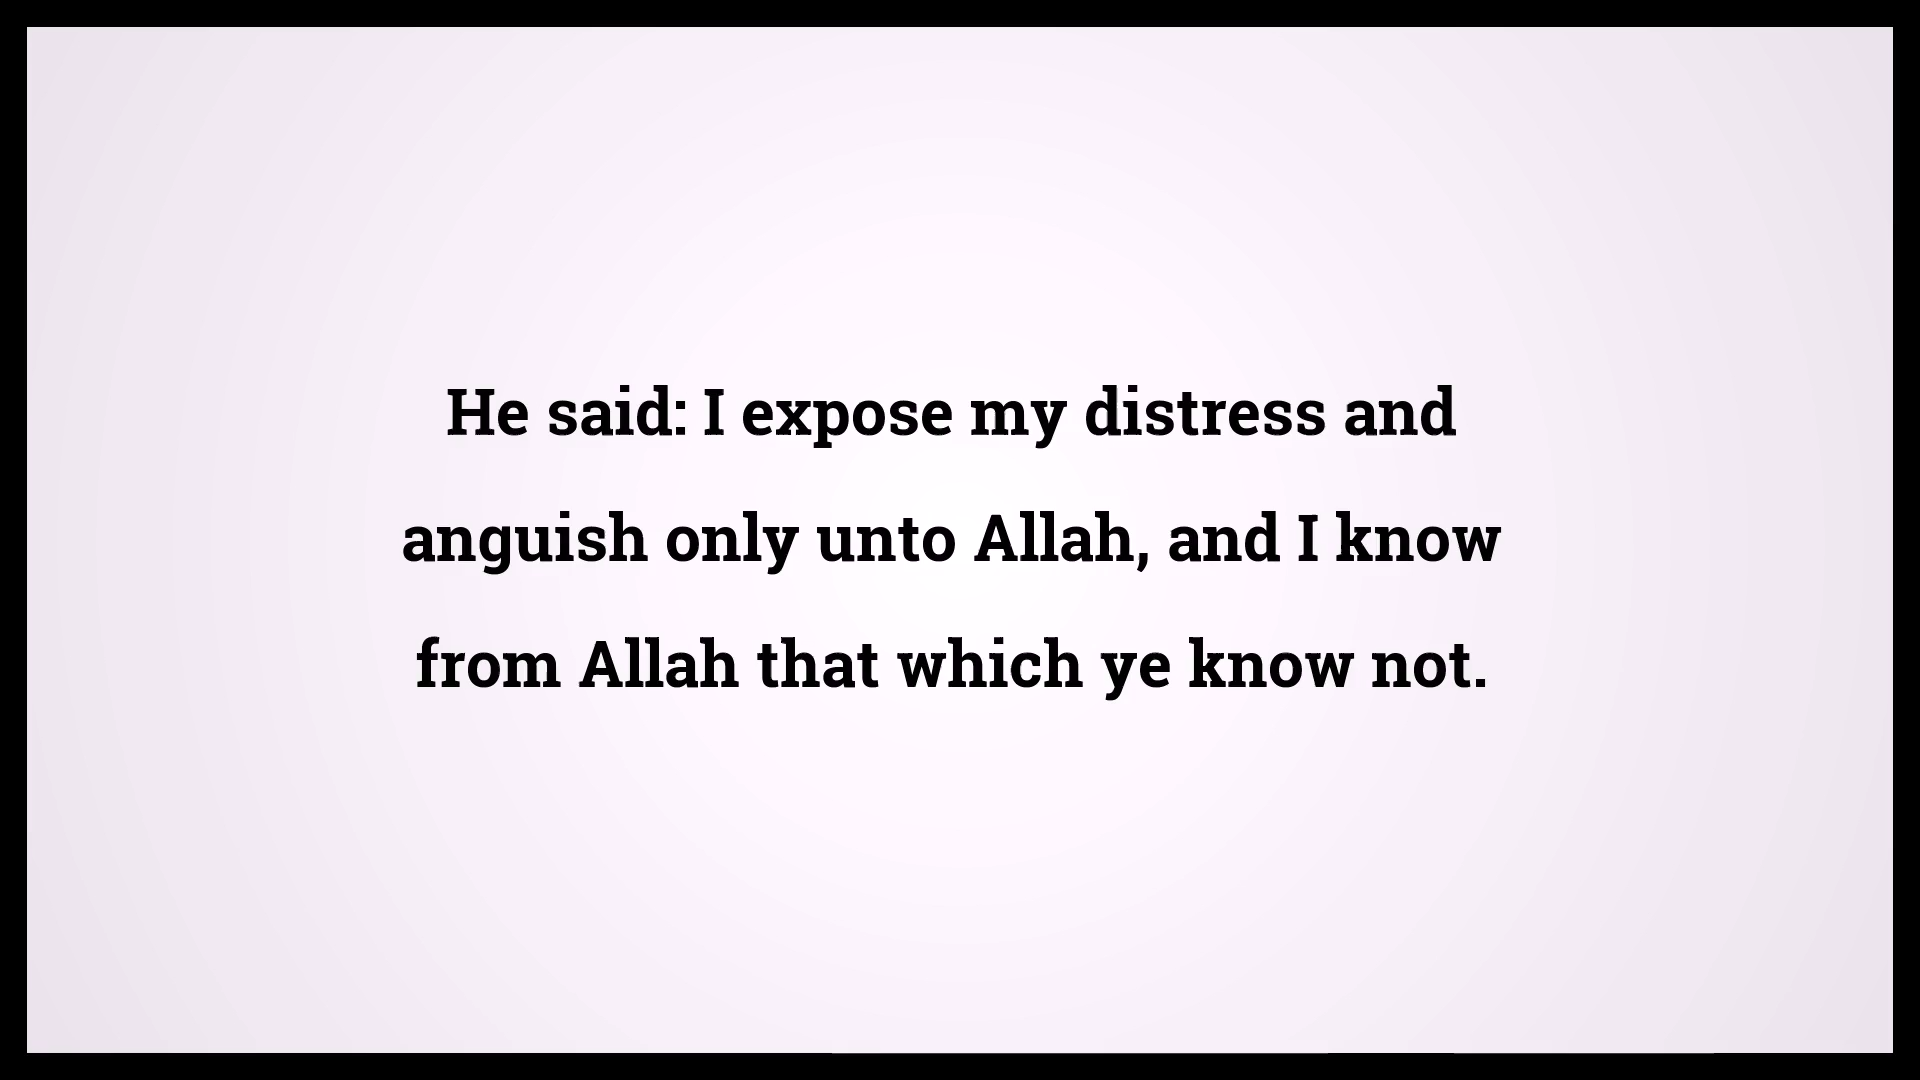 He said: I expose my distress and
anguish only unto Allah, and I know
from Allah that which ye know not.